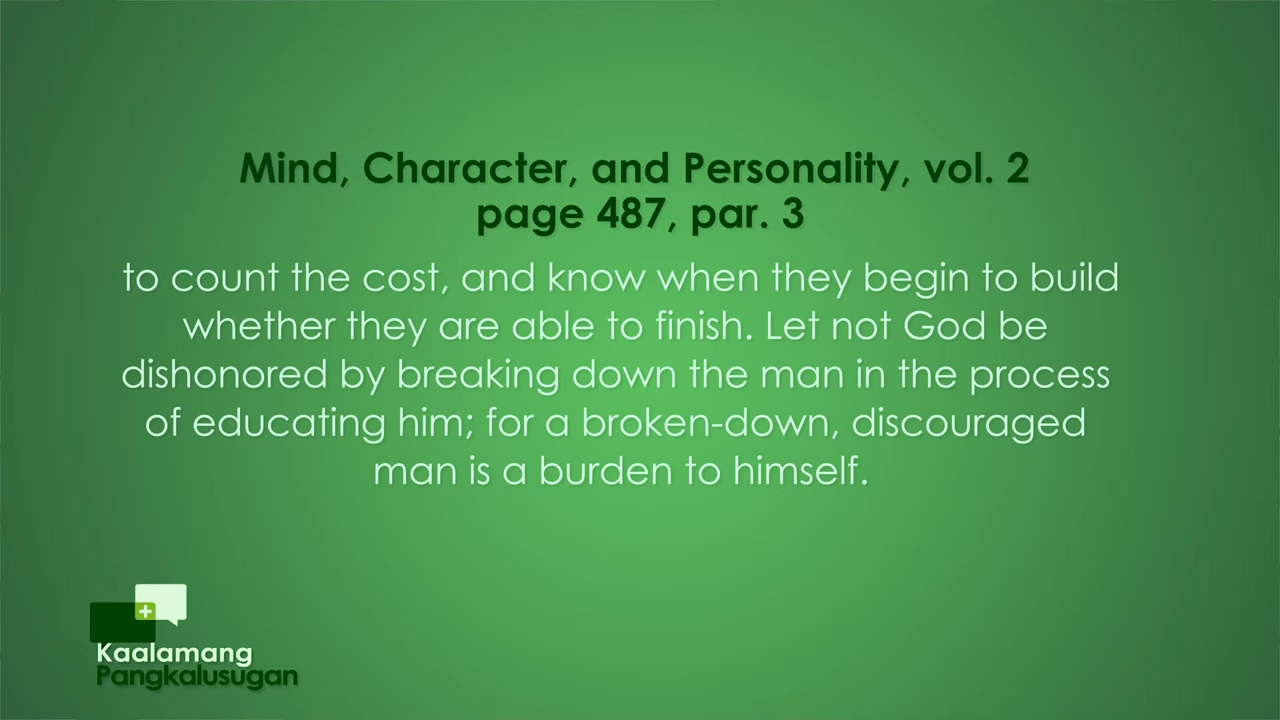 Mind, Character, and Personality, vol. 2
page 487, par. 3
to count the cost, and know when they begin to build
whether they are able to finish. Let not God be
dishonored by breaking down the man in the process
of educating him; for a broken-down, discouraged
man is a burden to himself.
Kaalamang
Pangkalusugan